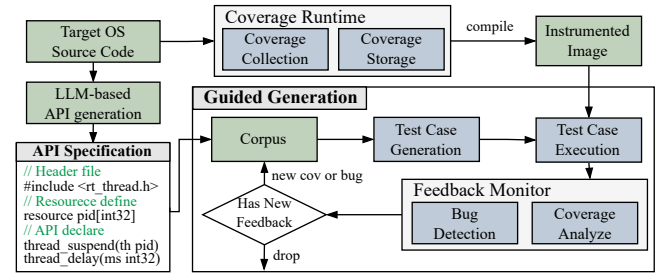 Target OS
Source Code
Coverage Runtime
Coverage
Collection
Coverage
Storage
compile
Instrumented
Image
LLM-based
API generation
API Specification
// Header file
#include <rt_thread.h>
// Resourece define
resource pid[int32]
// API declare
thread_suspend(th pid)
thread_delay(ms int32)
Guided Generation
Corpus
Test Case
Generation
Test Case
Execution
new cov or bug
Has New
Feedback
drop
Feedback Monitor
Bug
Detection
Coverage
Analyze